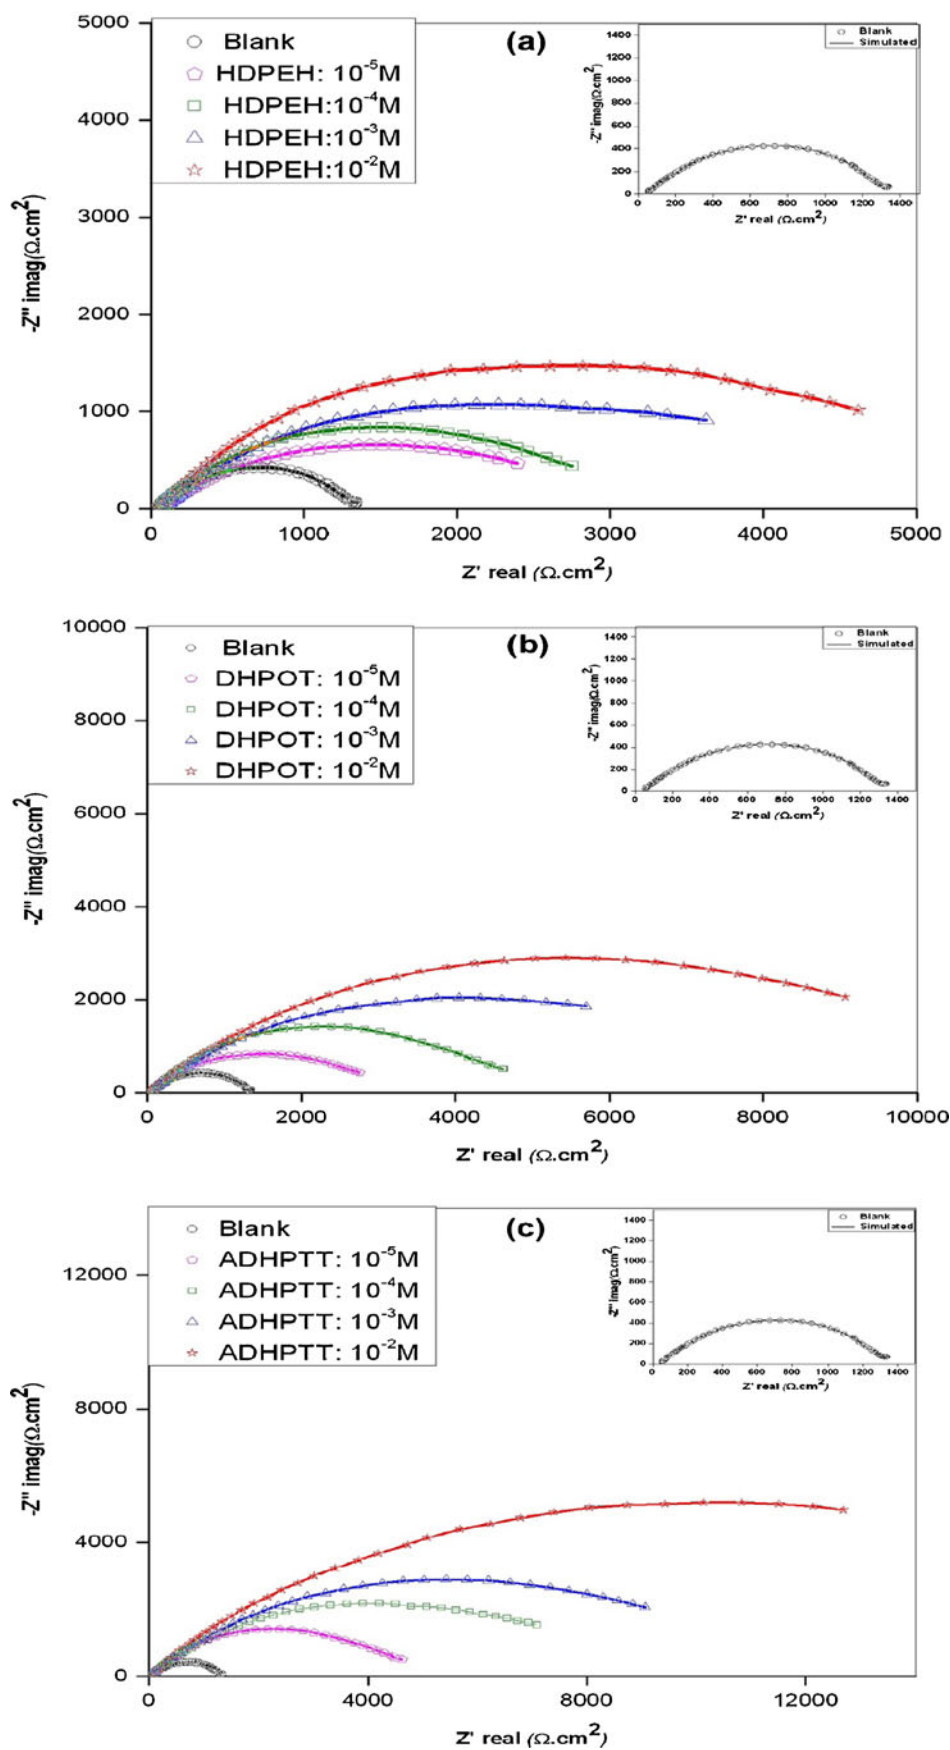 5000
4000
3000
2000
1000
0
-Z" imag(Ω.cm²)
Blank
HDPEH: 10⁻⁵M
HDPEH:10⁻⁴M
HDPEH:10⁻³M
HDPEH:10⁻²M
(a)
1400
1200
1000
800
600
400
200
0
-Z" imag(Ω.cm²)
Blank
Simulated
0 200 400 600 800 1000 1200 1400
Z' real (Ω.cm²)
0 1000 2000 3000 4000 5000
Z' real (Ω.cm²)
10000
8000
6000
4000
2000
0
-Z" imag(Ω.cm²)
Blank
DHPOT: 10⁻⁵M
DHPOT: 10⁻⁴M
DHPOT: 10⁻³M
DHPOT: 10⁻²M
(b)
1400
1200
1000
800
600
400
200
0
-Z" imag(Ω.cm²)
Blank
Simulated
0 200 400 600 800 1000 1200 1400
Z' real (Ω.cm²)
0 2000 4000 6000 8000 10000
Z' real (Ω.cm²)
12000
8000
4000
0
-Z" imag(Ω.cm²)
Blank
ADHPTT: 10⁻⁵M
ADHPTT: 10⁻⁴M
ADHPTT: 10⁻³M
ADHPTT: 10⁻²M
(c)
1400
1200
1000
800
600
400
200
0
-Z" imag(Ω.cm²)
Blank
Simulated
0 200 400 600 800 1000 1200 1400
Z' real (Ω.cm²)
0 4000 8000 12000
Z' real (Ω.cm²)